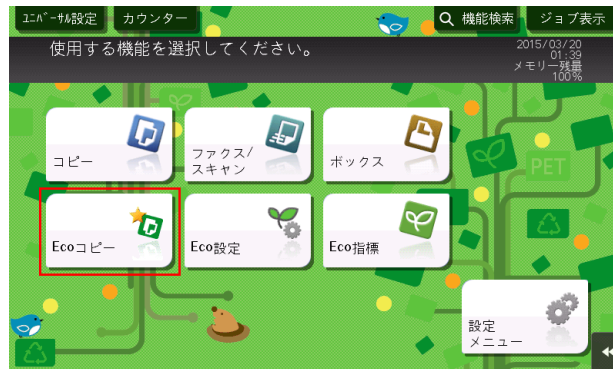 ﾕﾆﾊﾞｰｻﾙ設定 カウンター 機能検索 ジョブ表示
使用する機能を選択してください。
2015/03/20
01:39
メモリー残量
100%
コピー
ファクス/
スキャン
ボックス
PET
Ecoコピー
Eco設定
Eco指標
設定
メニュー